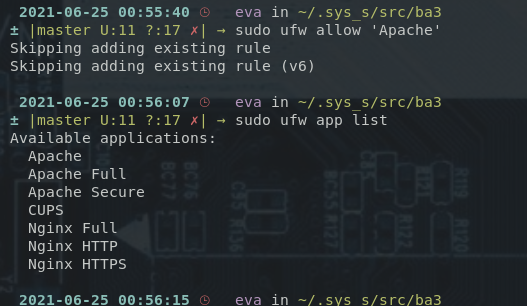 2021-06-25 00:55:40 eva in ~/.sys_s/src/ba3
± |master U:11 ?:17 ✗| → sudo ufw allow 'Apache'
Skipping adding existing rule
Skipping adding existing rule (v6)
2021-06-25 00:56:07 eva in ~/.sys_s/src/ba3
± |master U:11 ?:17 ✗| → sudo ufw app list
Available applications:
Apache
Apache Full
Apache Secure
CUPS
Nginx Full
Nginx HTTP
Nginx HTTPS
2021-06-25 00:56:15 eva in ~/.sys_s/src/ba3